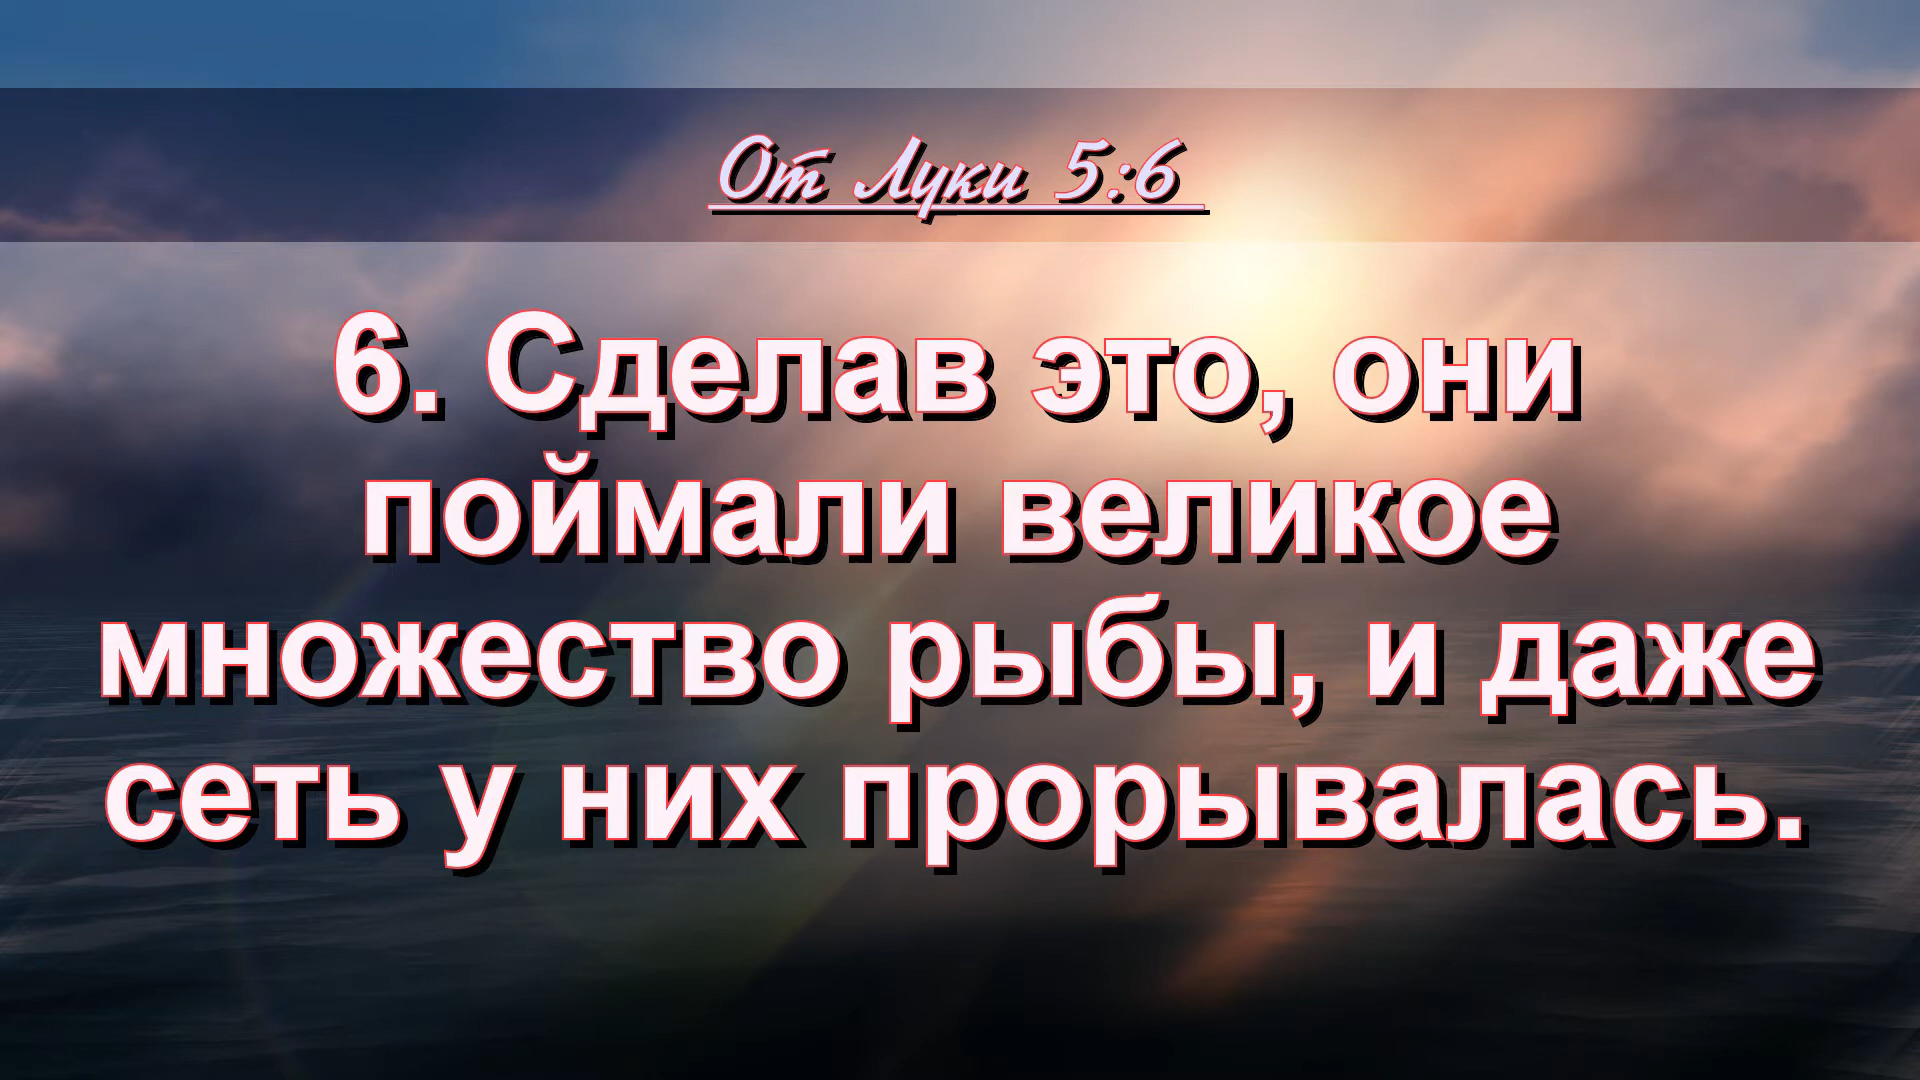 От Луки 5:6
6. Сделав это, они
поймали великое
множество рыбы, и даже
сеть у них прорывалась.